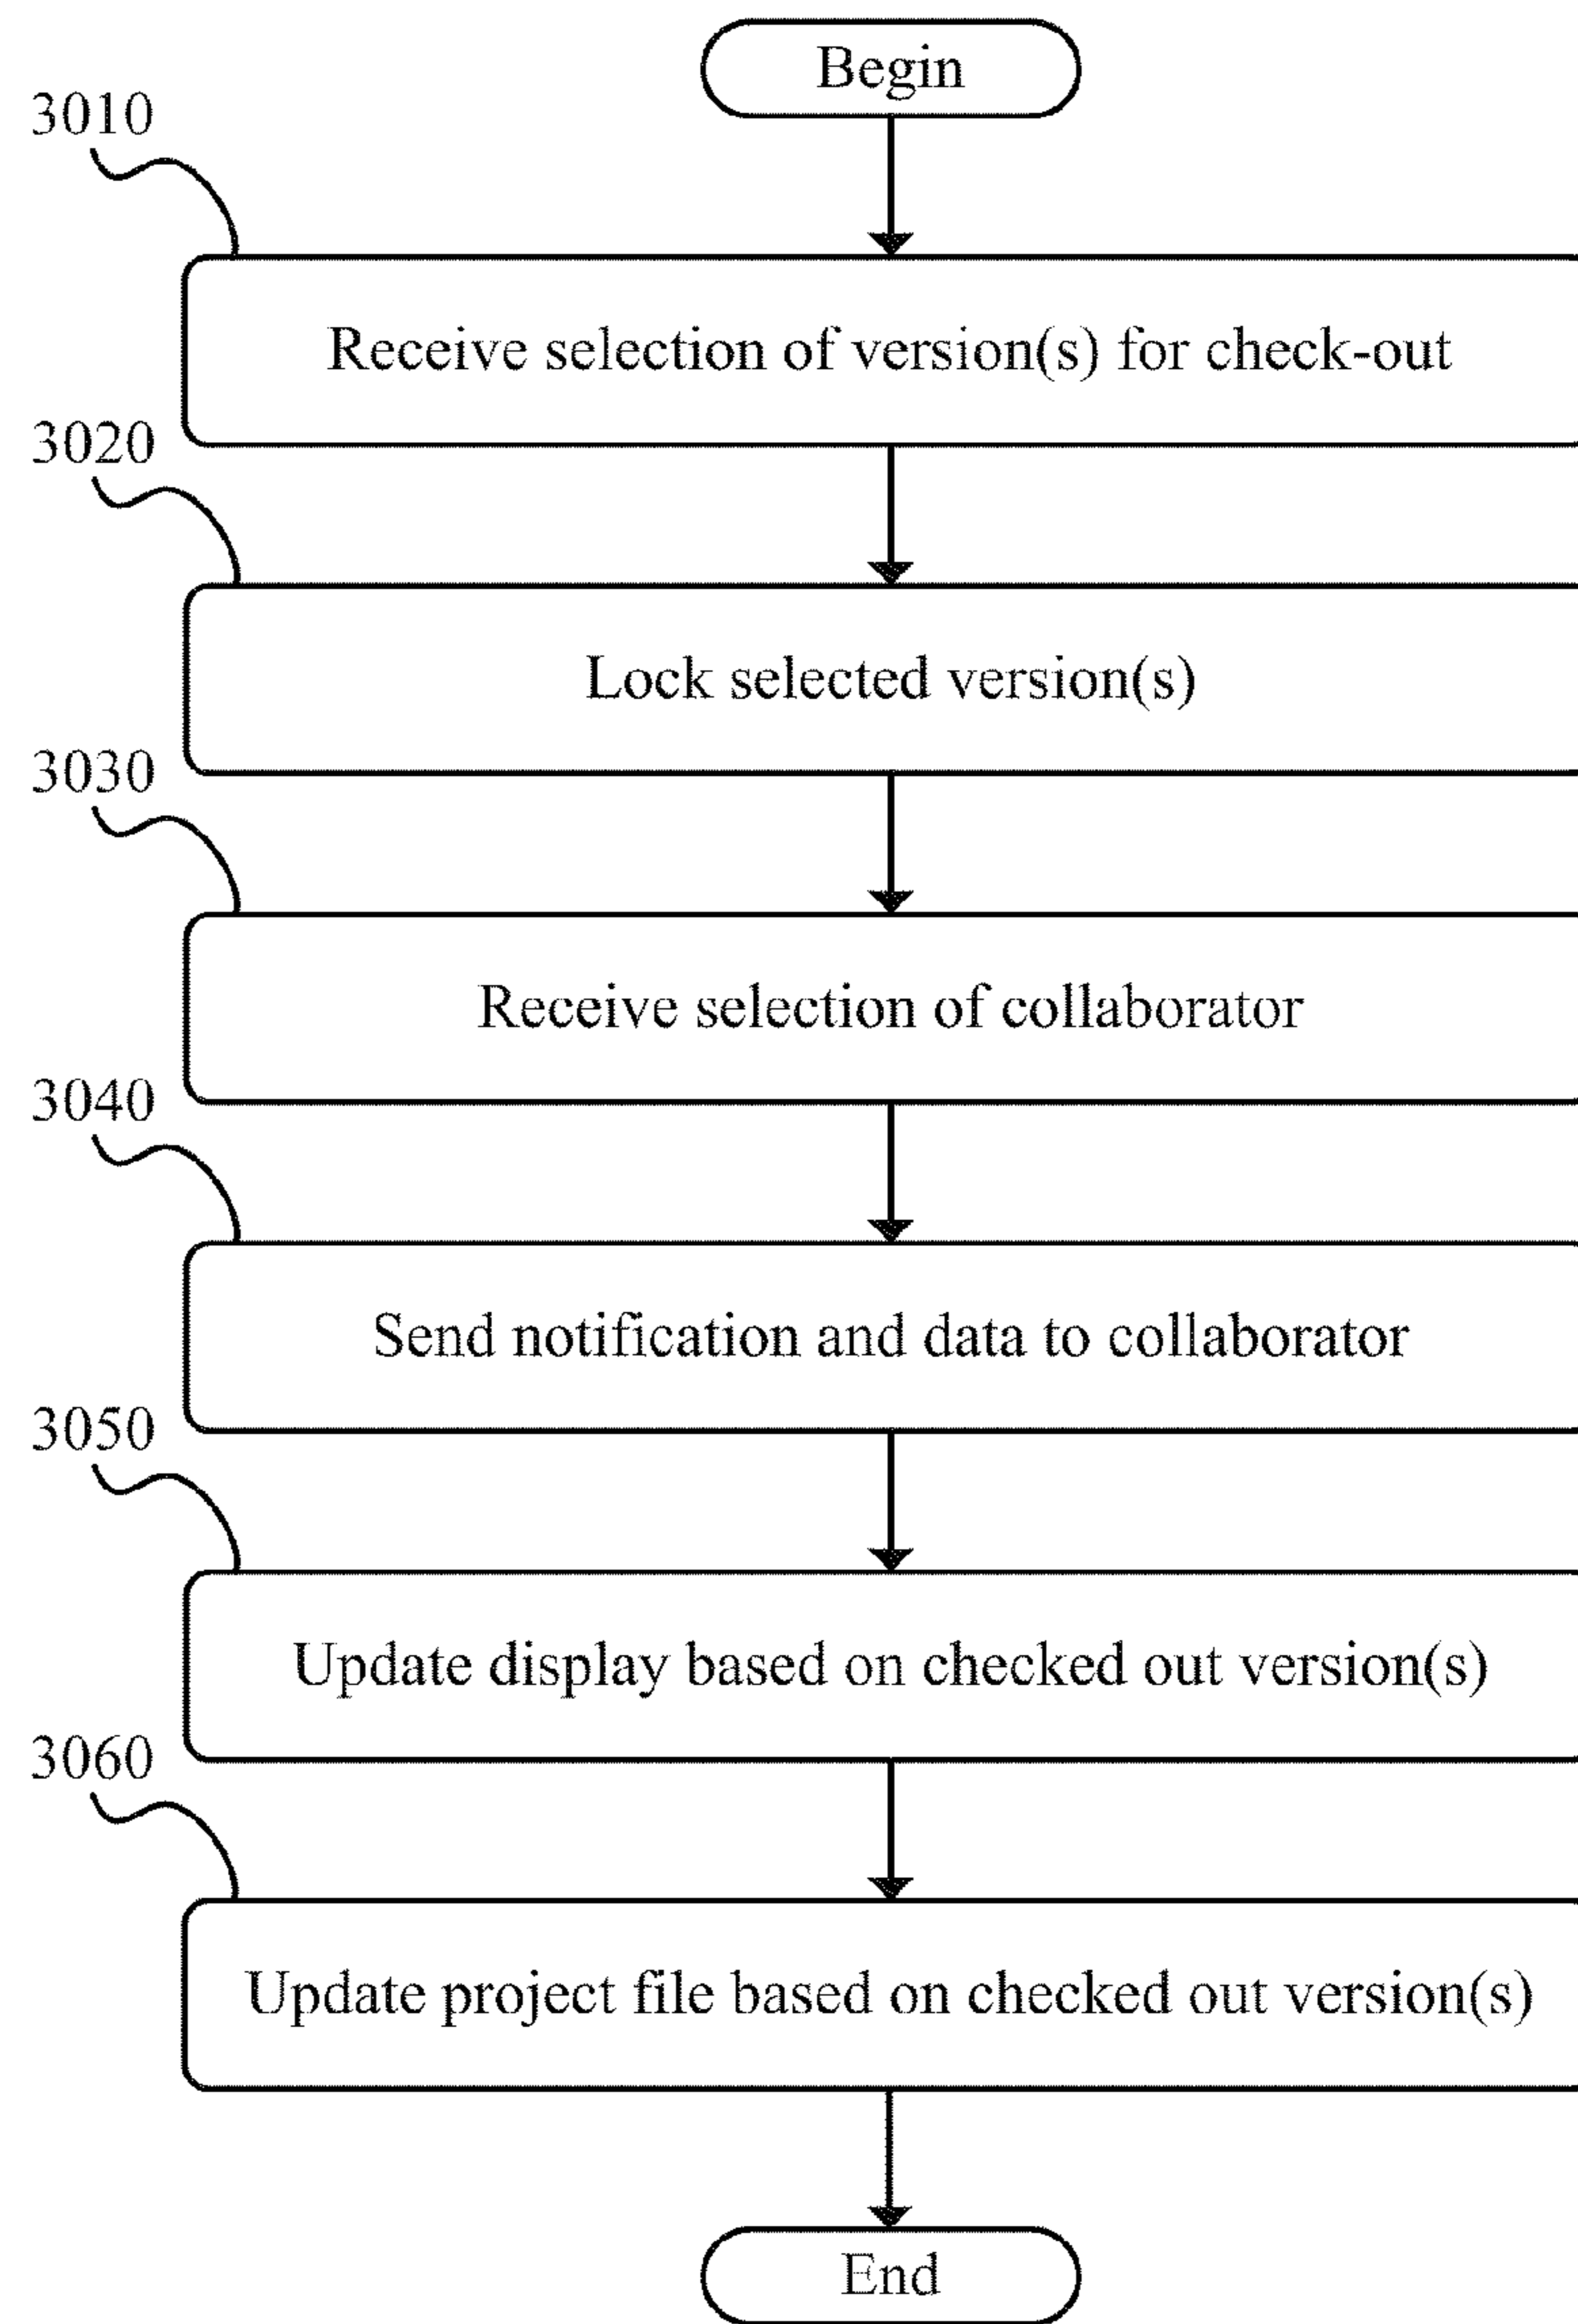 Begin
3010
Receive selection of version(s) for check-out
3020
Lock selected version(s)
3030
Receive selection of collaborator
3040
Send notification and data to collaborator
3050
Update display based on checked out version(s)
3060
Update project file based on checked out version(s)
End